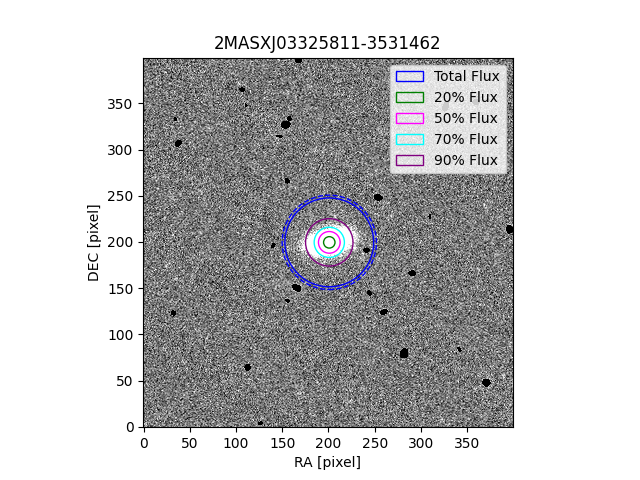 2MASXJ03325811-3531462
Total Flux
20% Flux
50% Flux
70% Flux
90% Flux
DEC [pixel]
350
300
250
200
150
100
50
0
0 50 100 150 200 250 300 350
RA [pixel]